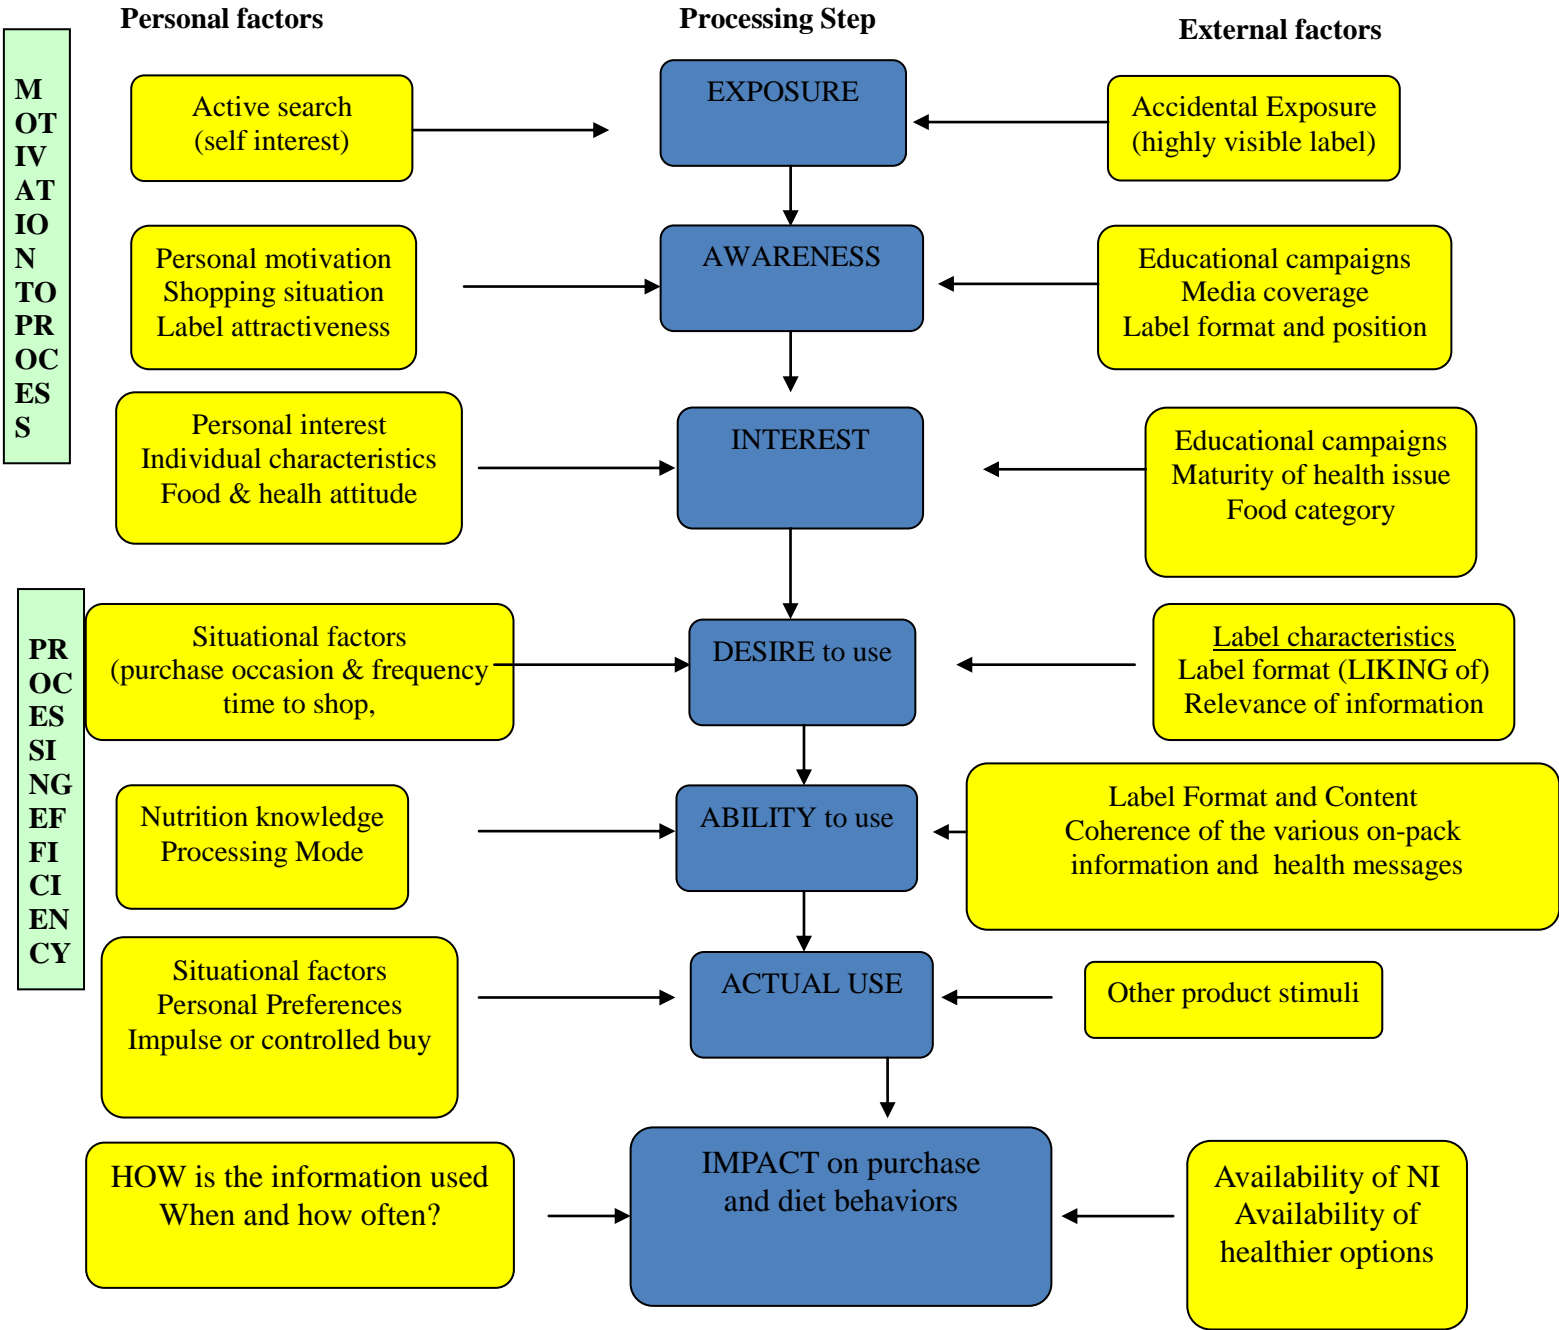 Personal factors
Processing Step
External factors
M
OT
IV
AT
IO
N
TO
PR
OC
ES
S
Active search
(self interest)
EXPOSURE
Accidental Exposure
(highly visible label)
Personal motivation
Shopping situation
Label attractiveness
AWARENESS
Educational campaigns
Media coverage
Label format and position
Personal interest
Individual characteristics
Food & healh attitude
INTEREST
Educational campaigns
Maturity of health issue
Food category
PR
OC
ES
SI
NG
EF
FI
CI
EN
CY
Situational factors
(purchase occasion & frequency
time to shop,
DESIRE to use
Label characteristics
Label format (LIKING of)
Relevance of information
Nutrition knowledge
Processing Mode
ABILITY to use
Label Format and Content
Coherence of the various on-pack
information and health messages
Situational factors
Personal Preferences
Impulse or controlled buy
ACTUAL USE
Other product stimuli
HOW is the information used
When and how often?
IMPACT on purchase
and diet behaviors
Availability of NI
Availability of
healthier options